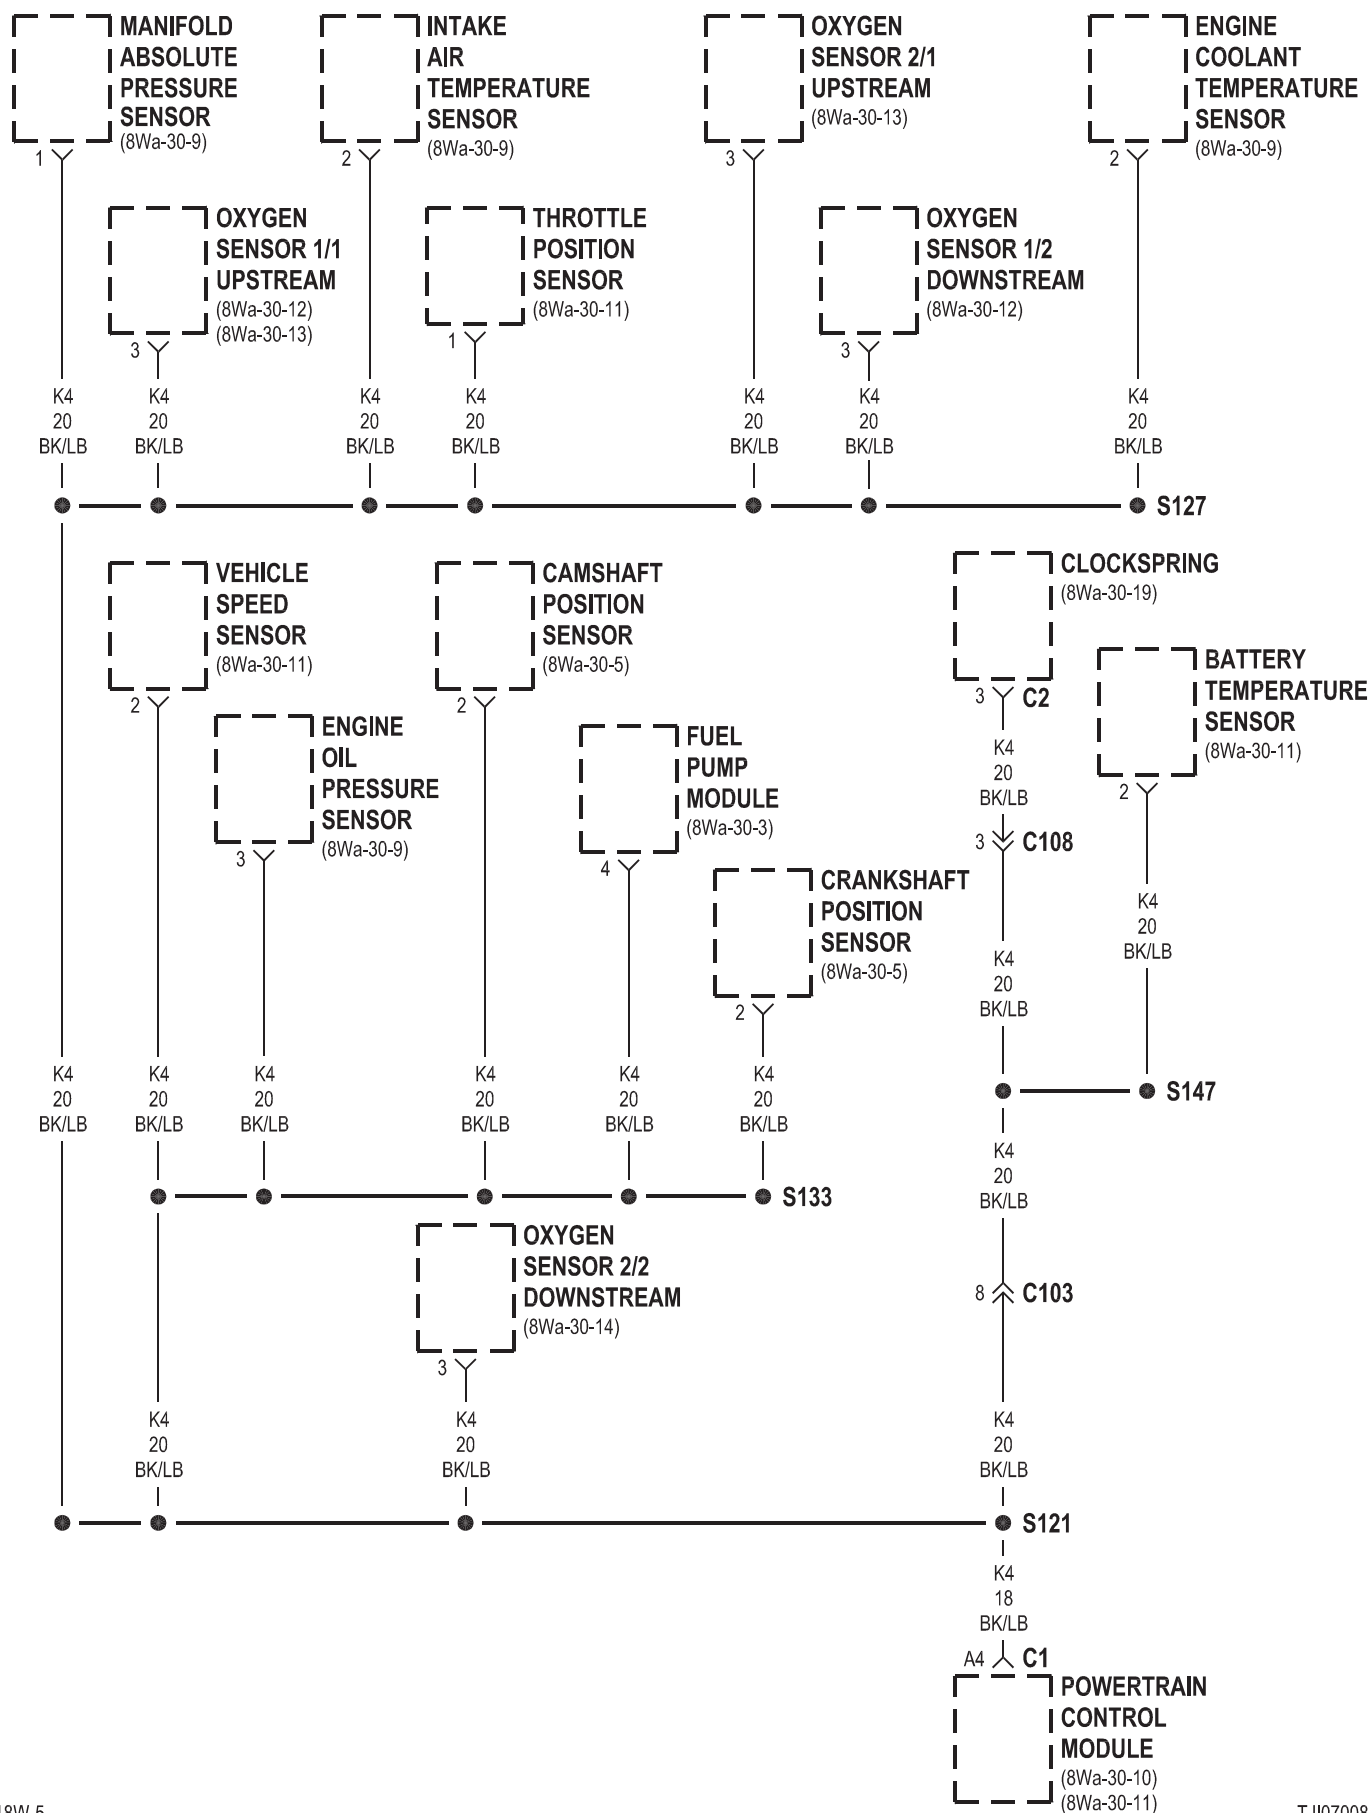 MANIFOLD
ABSOLUTE
PRESSURE
SENSOR
(8Wa-30-9)
1
INTAKE
AIR
TEMPERATURE
SENSOR
(8Wa-30-9)
2
OXYGEN
SENSOR 2/1
UPSTREAM
(8Wa-30-13)
3
ENGINE
COOLANT
TEMPERATURE
SENSOR
(8Wa-30-9)
2
OXYGEN
SENSOR 1/1
UPSTREAM
(8Wa-30-12)
(8Wa-30-13)
3
THROTTLE
POSITION
SENSOR
(8Wa-30-11)
1
OXYGEN
SENSOR 1/2
DOWNSTREAM
(8Wa-30-12)
3
K4
20
BK/LB
K4
20
BK/LB
K4
20
BK/LB
K4
20
BK/LB
K4
20
BK/LB
K4
20
BK/LB
K4
20
BK/LB
S127
VEHICLE
SPEED
SENSOR
(8Wa-30-11)
2
CAMSHAFT
POSITION
SENSOR
(8Wa-30-5)
2
CLOCKSPRING
(8Wa-30-19)
3 C2
BATTERY
TEMPERATURE
SENSOR
(8Wa-30-11)
2
ENGINE
OIL
PRESSURE
SENSOR
(8Wa-30-9)
3
FUEL
PUMP
MODULE
(8Wa-30-3)
4
K4
20
BK/LB
3 C108
CRANKSHAFT
POSITION
SENSOR
(8Wa-30-5)
2
K4
20
BK/LB
K4
20
BK/LB
K4
20
BK/LB
K4
20
BK/LB
K4
20
BK/LB
K4
20
BK/LB
K4
20
BK/LB
K4
20
BK/LB
S147
K4
20
BK/LB
S133
OXYGEN
SENSOR 2/2
DOWNSTREAM
(8Wa-30-14)
3
8 C103
K4
20
BK/LB
K4
20
BK/LB
K4
20
BK/LB
S121
K4
18
BK/LB
A4 C1
POWERTRAIN
CONTROL
MODULE
(8Wa-30-10)
(8Wa-30-11)